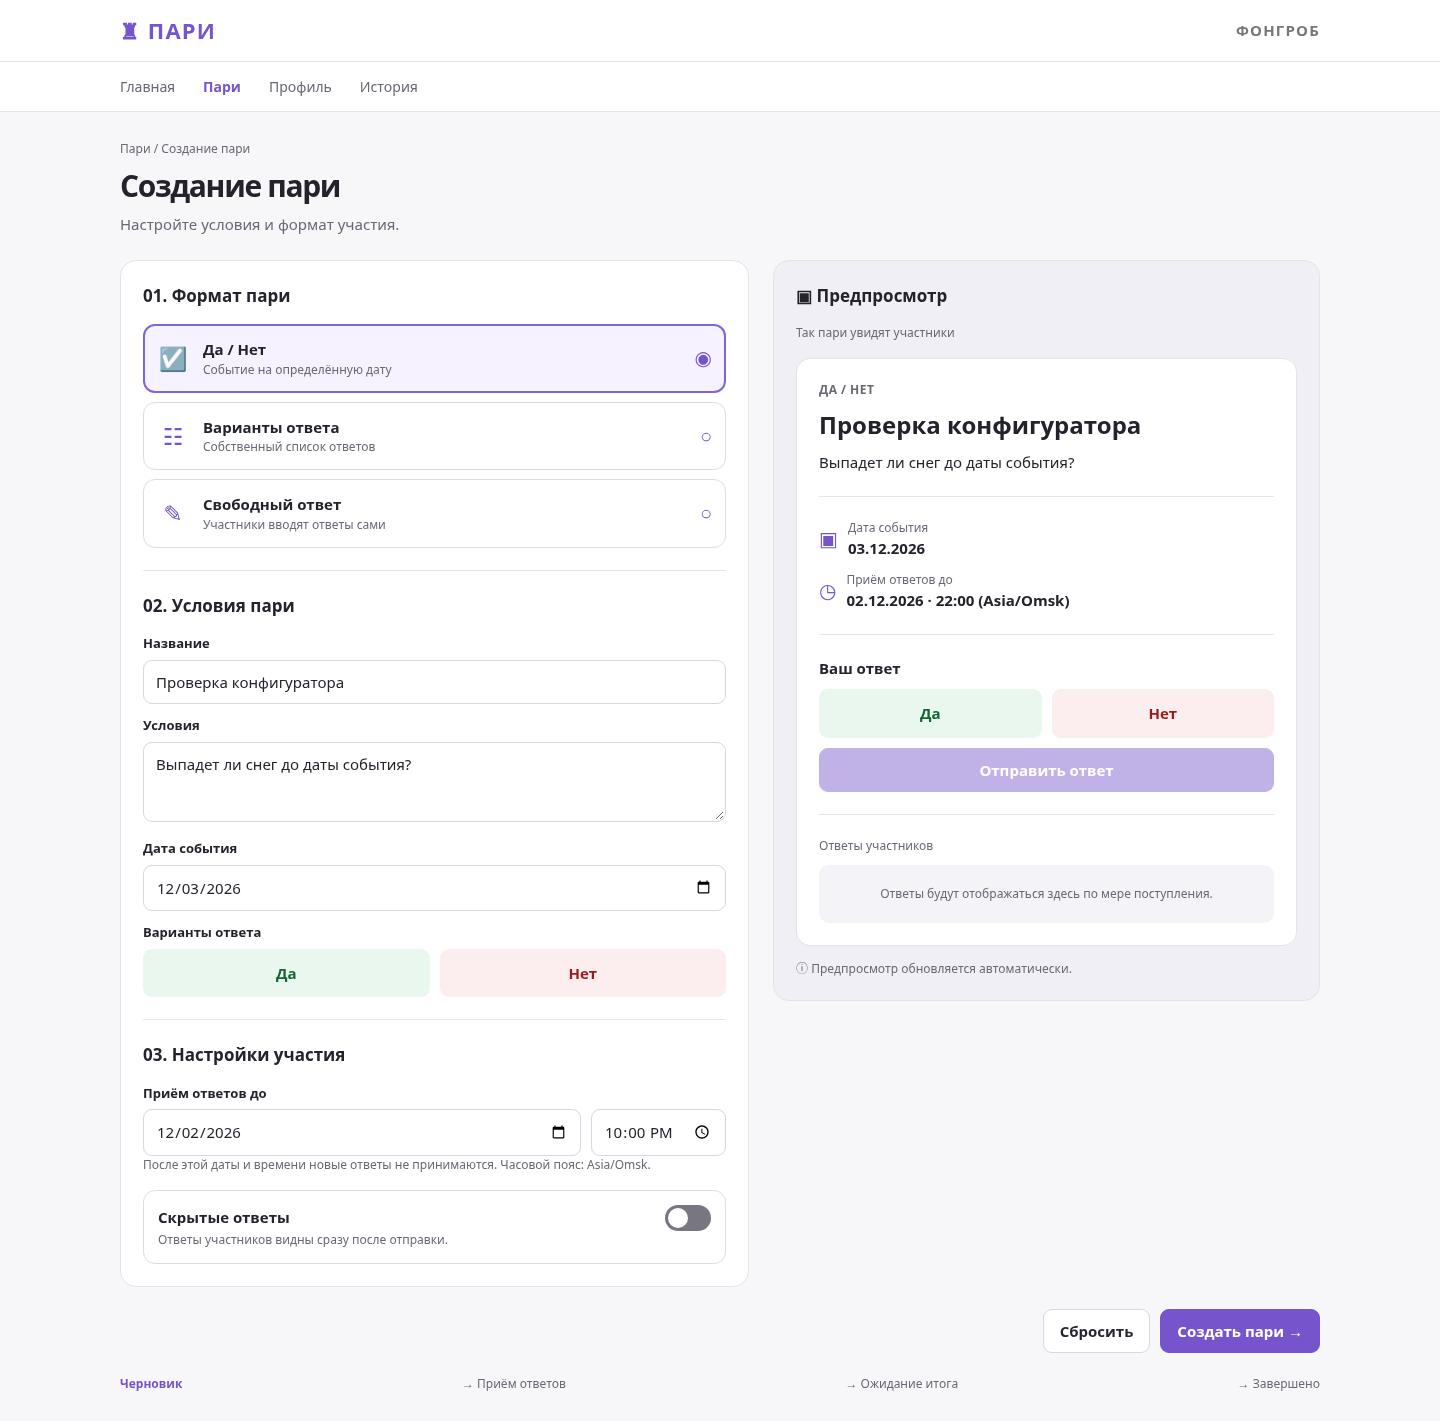 ♜ ПАРИ
ФОНГРОБ
Главная Пари Профиль История
Пари / Создание пари
Создание пари
Настройте условия и формат участия.
01. Формат пари
Да / Нет
Событие на определённую дату
Варианты ответа
Собственный список ответов
Свободный ответ
Участники вводят ответы сами
02. Условия пари
Название
Проверка конфигуратора
Условия
Выпадет ли снег до даты события?
Дата события
12/03/2026
Варианты ответа
Да Нет
03. Настройки участия
Приём ответов до
12/02/2026 10:00 PM
После этой даты и времени новые ответы не принимаются. Часовой пояс: Asia/Omsk.
Скрытые ответы
Ответы участников видны сразу после отправки.
▣ Предпросмотр
Так пари увидят участники
ДА / НЕТ
Проверка конфигуратора
Выпадет ли снег до даты события?
Дата события
03.12.2026
Приём ответов до
02.12.2026 · 22:00 (Asia/Omsk)
Ваш ответ
Да Нет
Отправить ответ
Ответы участников
Ответы будут отображаться здесь по мере поступления.
ⓘ Предпросмотр обновляется автоматически.
Сбросить Создать пари →
Черновик → Приём ответов → Ожидание итога → Завершено